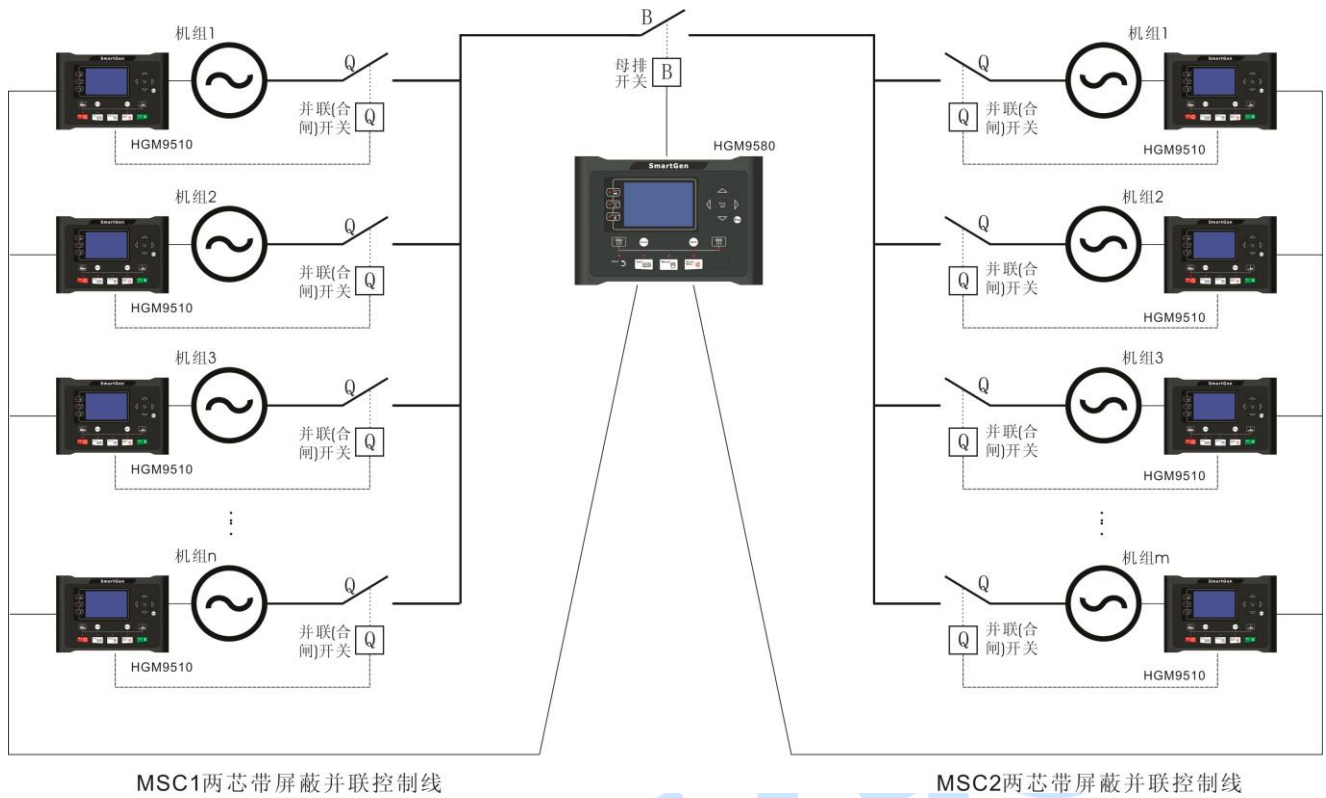 B
机组1
Q
并联(合
闸)开关
Q
HGM9510
母排
开关
B
HGM9580
SmartGen
机组1
Q
并联(合
闸)开关
Q
HGM9510
机组2
Q
并联(合
闸)开关
Q
HGM9510
机组2
Q
并联(合
闸)开关
Q
HGM9510
机组3
Q
并联(合
闸)开关
Q
HGM9510
机组3
Q
并联(合
闸)开关
Q
HGM9510
机组n
Q
并联(合
闸)开关
Q
HGM9510
机组m
Q
并联(合
闸)开关
Q
HGM9510
MSC1两芯带屏蔽并联控制线
MSC2两芯带屏蔽并联控制线